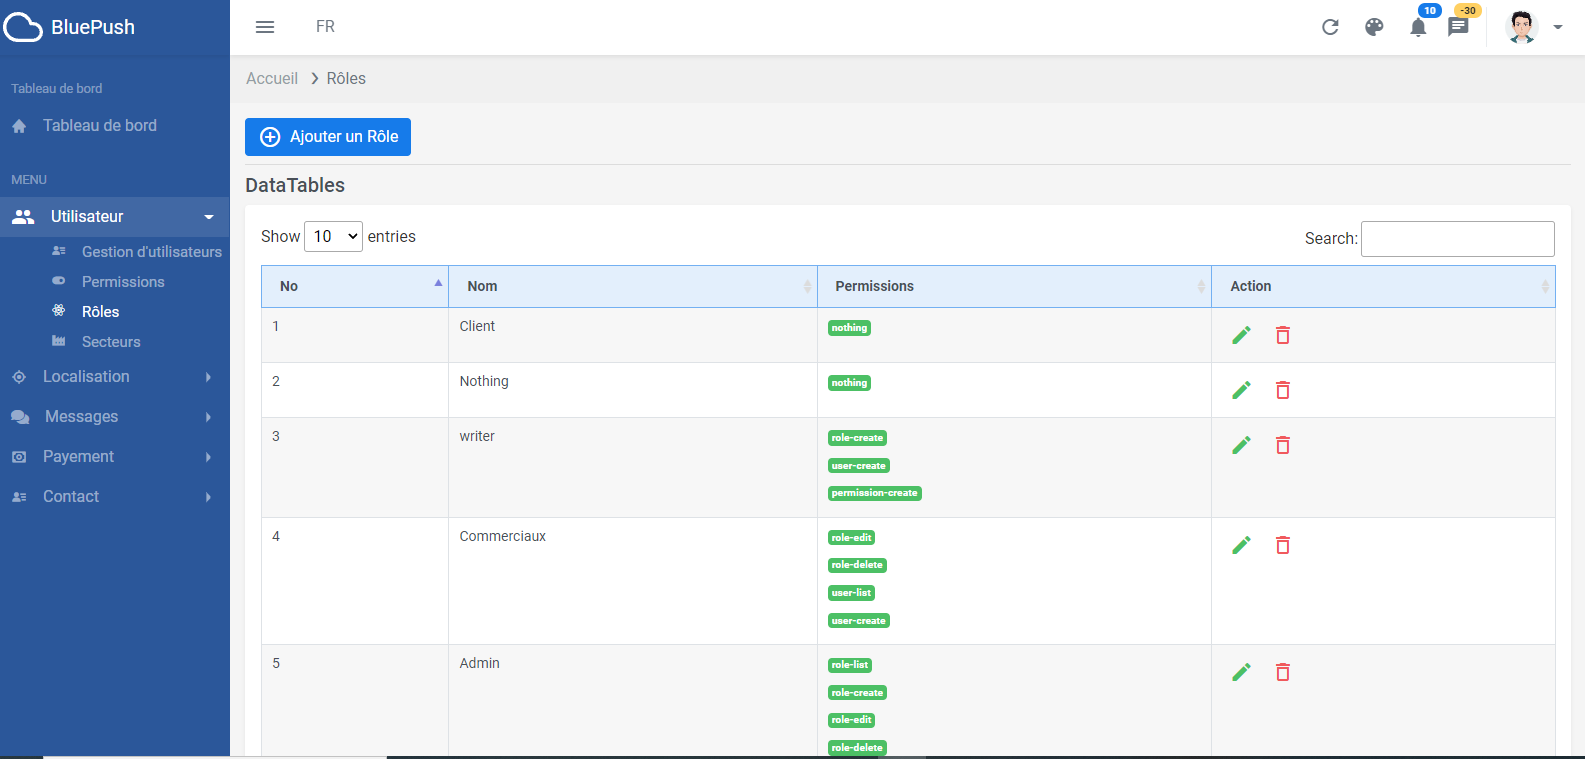 BluePush
FR
10
-30
Tableau de bord
Tableau de bord
MENU
Utilisateur
Gestion d'utilisateurs
Permissions
Rôles
Secteurs
Localisation
Messages
Payement
Contact
Accueil > Rôles
Ajouter un Rôle
DataTables
Show 10 entries
Search:
No Nom Permissions Action
1 Client nothing
2 Nothing nothing
3 writer role-create
user-create
permission-create
4 Commerciaux role-edit
role-delete
user-list
user-create
5 Admin role-list
role-create
role-edit
role-delete